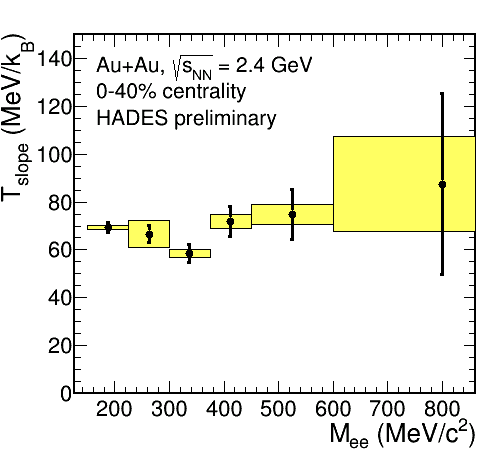 Au+Au, √s_NN = 2.4 GeV
0-40% centrality
HADES preliminary
T_slope (MeV/k_B)
140
120
100
80
60
40
20
0
200 300 400 500 600 700 800
M_ee (MeV/c²)